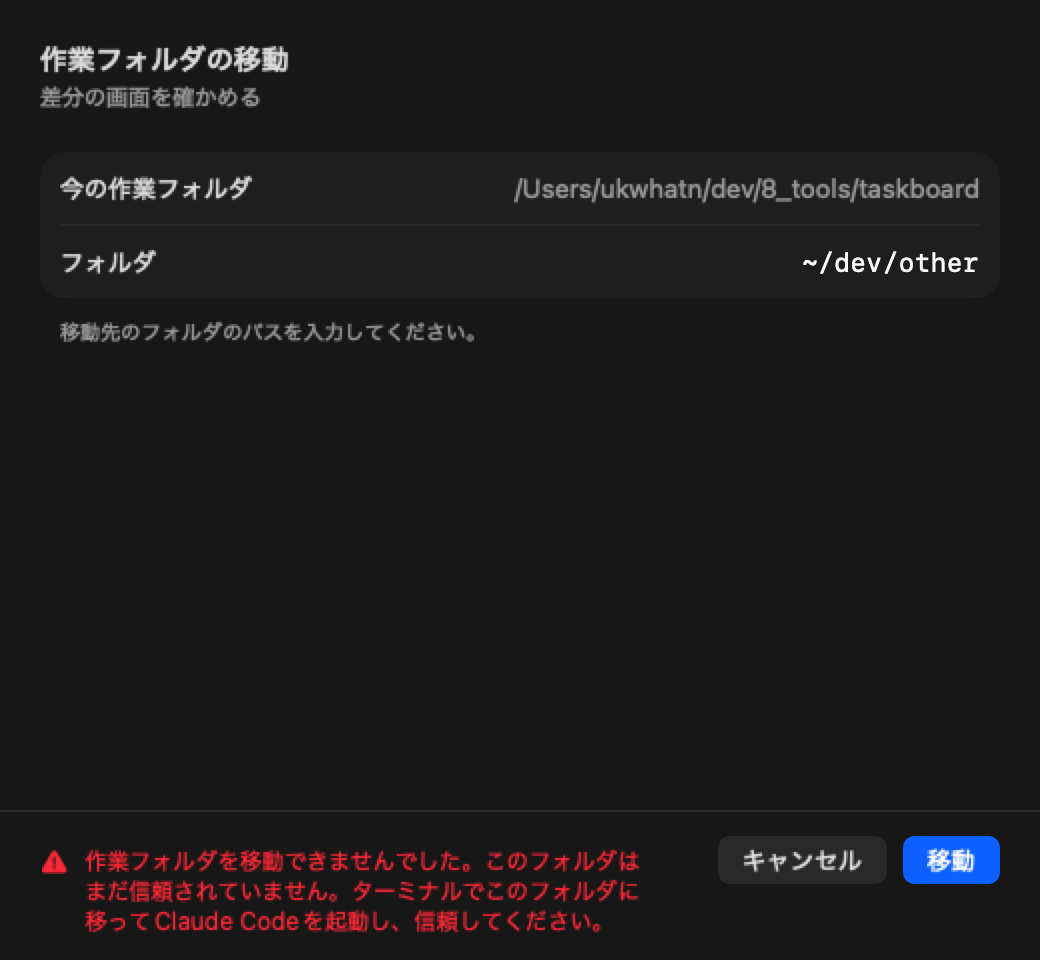 作業フォルダの移動
差分の画面を確かめる
今の作業フォルダ /Users/ukwhatn/dev/8_tools/taskboard
フォルダ ~/dev/other
移動先のフォルダのパスを入力してください。
作業フォルダを移動できませんでした。このフォルダは
まだ信頼されていません。ターミナルでこのフォルダに
移ってClaude Codeを起動し、信頼してください。
キャンセル 移動